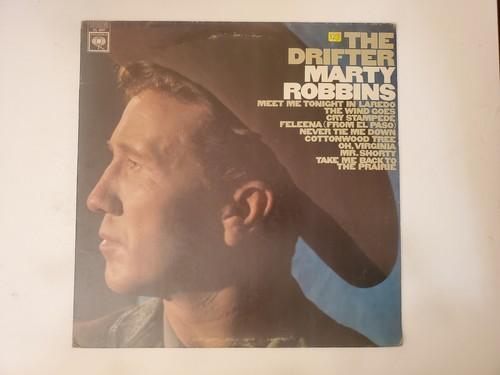 THE
DRIFTER
MARTY
ROBBINS
MEET ME TONIGHT IN LAREDO
THE WIND GOES
CRY STAMPEDE
FELEENA (FROM EL PASO)
NEVER TIE ME DOWN
COTTONWOOD TREE
OH, VIRGINIA
MR. SHORTY
TAKE ME BACK TO
THE PRAIRIE